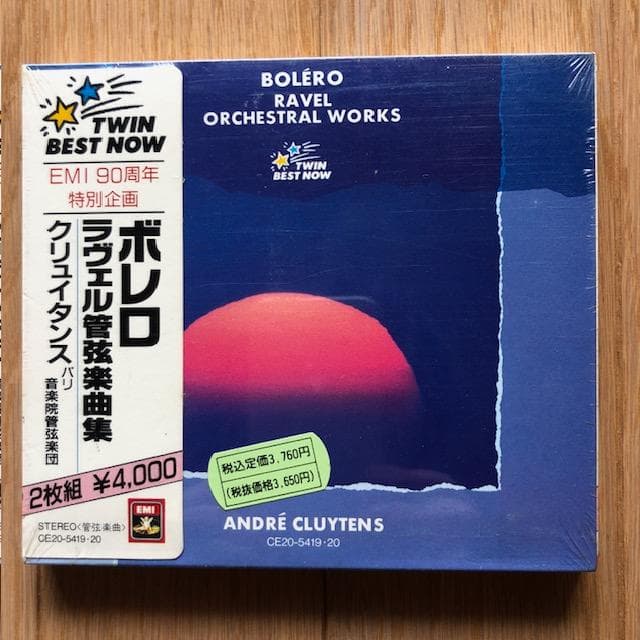 TWIN
BEST NOW
EMI 90周年
特別企画
ボレロ
ラヴェル管弦楽曲集
クリュイタンス パリ音楽院管弦楽団
2枚組 ¥4,000
STEREO〈管弦楽曲〉
EMI
CE20-5419・20
BOLÉRO
RAVEL
ORCHESTRAL WORKS
TWIN
BEST NOW
税込定価3,760円
(税抜価格3,650円)
ANDRÉ CLUYTENS
CE20-5419・20